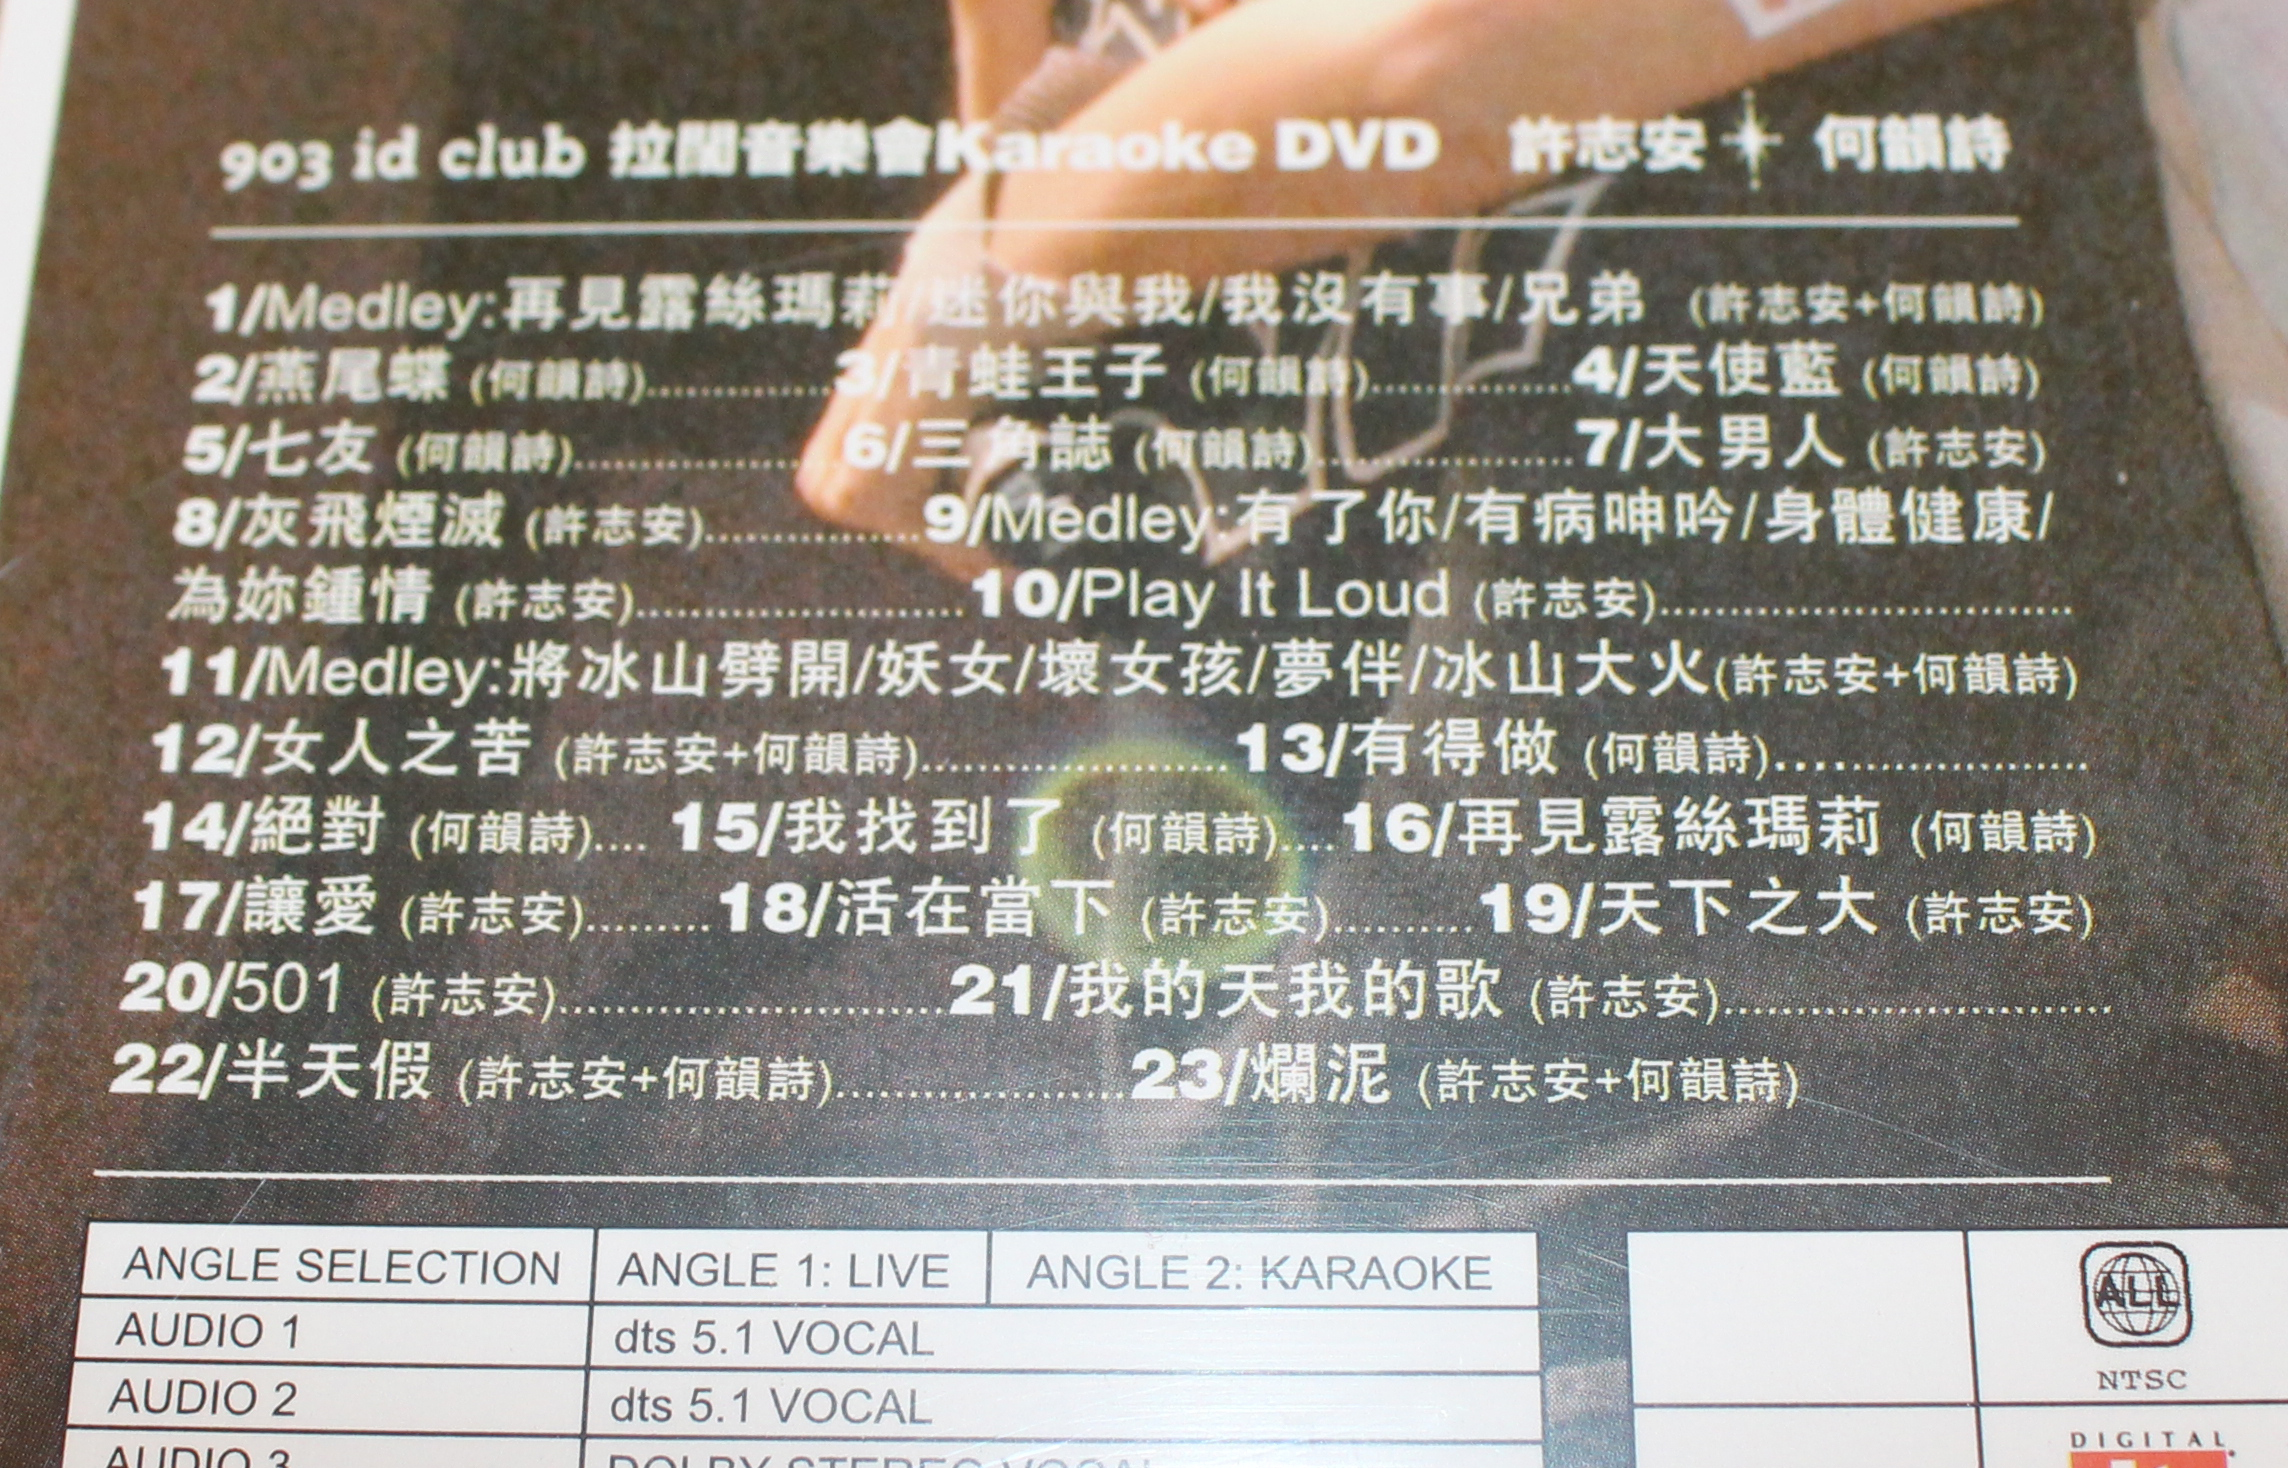 903 id club 拉闊音樂會Karaoke DVD 許志安 何韻詩
1/Medley:再見露絲瑪莉/迷你與我/我沒有事/兄弟 (許志安+何韻詩)
2/燕尾蝶 (何韻詩)..............3/青蛙王子 (何韻詩)...............4/天使藍 (何韻詩)
5/七友 (何韻詩)....................6/三角誌 (何韻詩)....................7/大男人 (許志安)
8/灰飛煙滅 (許志安)................9/Medley:有了你/有病呻吟/身體健康/
為妳鍾情 (許志安)........................10/Play It Loud (許志安)..............................
11/Medley:將冰山劈開/妖女/壞女孩/夢伴/冰山大火(許志安+何韻詩)
12/女人之苦 (許志安+何韻詩).......................13/有得做 (何韻詩).......................
14/絕對 (何韻詩).... 15/我找到了 (何韻詩)....16/再見露絲瑪莉 (何韻詩)
17/讓愛 (許志安).........18/活在當下 (許志安)..........19/天下之大 (許志安)
20/501 (許志安)............................21/我的天我的歌 (許志安)............................
22/半天假 (許志安+何韻詩).....................23/爛泥 (許志安+何韻詩)
ANGLE SELECTION ANGLE 1: LIVE ANGLE 2: KARAOKE
AUDIO 1 dts 5.1 VOCAL
AUDIO 2 dts 5.1 VOCAL
AUDIO 3 DOLBY STEREO VOCAL
ALL
NTSC
DIGITAL